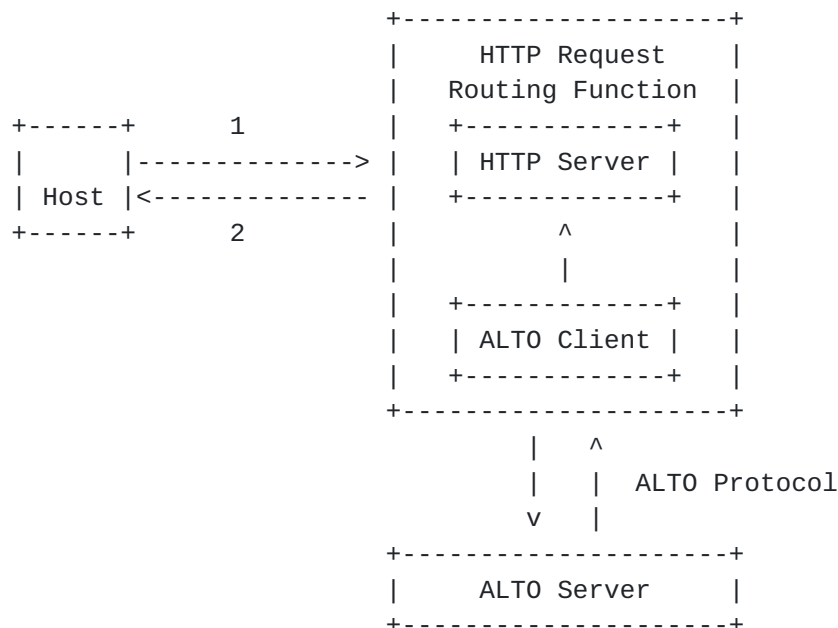 HTTP Request
Routing Function
1
HTTP Server
Host
2
ALTO Client
ALTO Protocol
ALTO Server